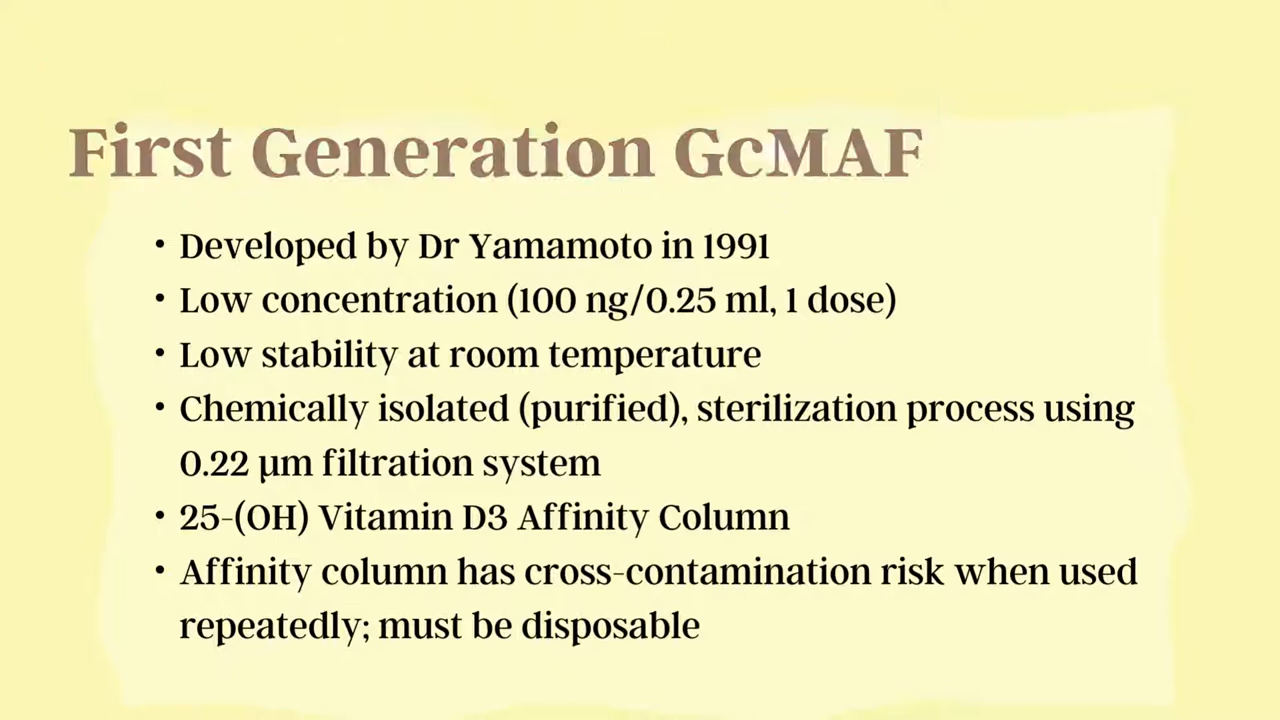 First Generation GcMAF
• Developed by Dr Yamamoto in 1991
• Low concentration (100 ng/0.25 ml, 1 dose)
• Low stability at room temperature
• Chemically isolated (purified), sterilization process using
0.22 µm filtration system
• 25-(OH) Vitamin D3 Affinity Column
• Affinity column has cross-contamination risk when used
repeatedly; must be disposable